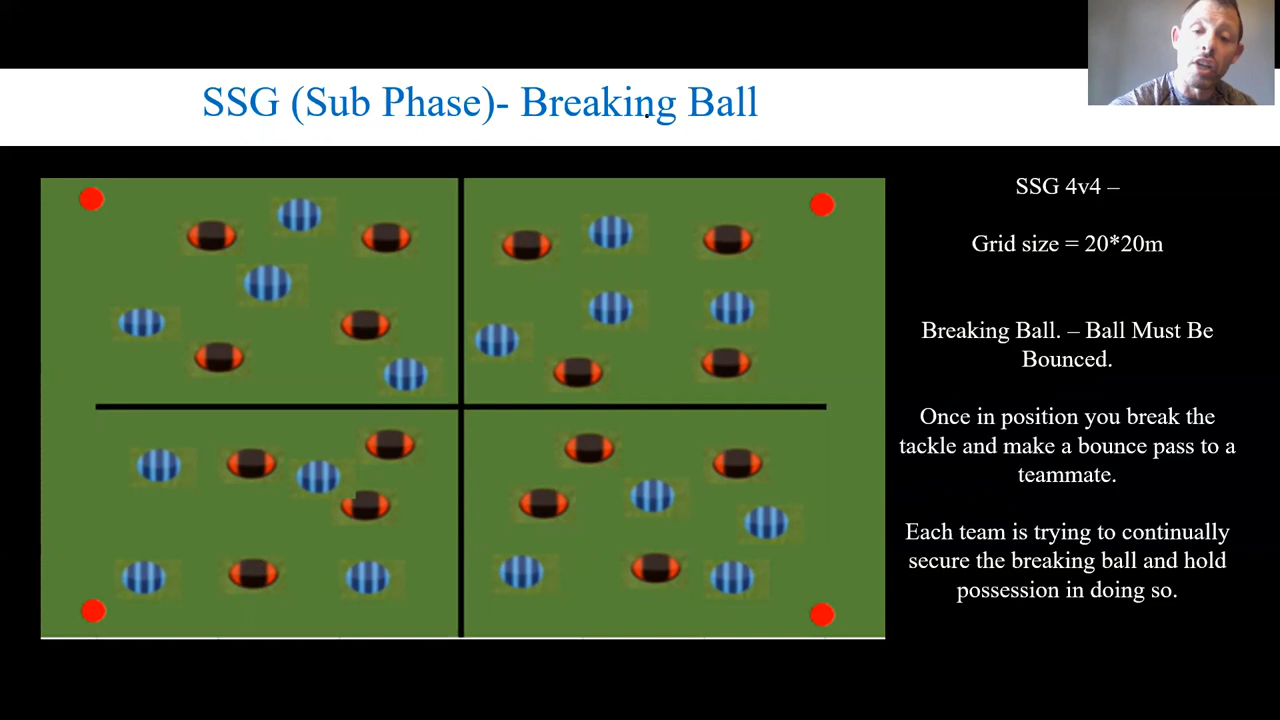 SSG (Sub Phase)- Breaking Ball
SSG 4v4 –
Grid size = 20*20m
Breaking Ball. – Ball Must Be
Bounced.
Once in position you break the
tackle and make a bounce pass to a
teammate.
Each team is trying to continually
secure the breaking ball and hold
possession in doing so.